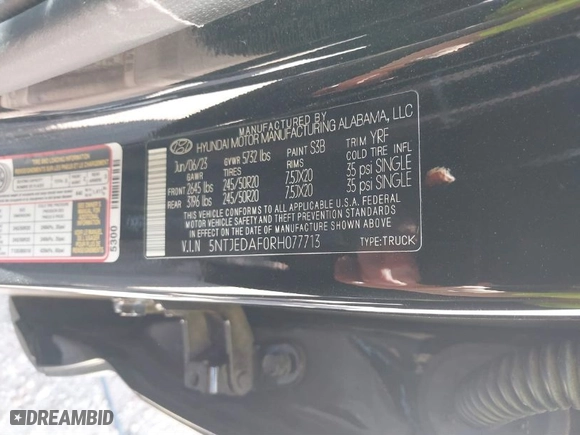 MANUFACTURED BY
HYUNDAI MOTOR MANUFACTURING ALABAMA, LLC
Jun/06/23 GVWR 5732 lbs PAINT S3B TRIM YRF
GAWR TIRES RIMS COLD TIRE INFL
FRONT 2645 lbs 245/50R20 7.5JX20 35 psi SINGLE
REAR 3196 lbs 245/50R20 7.5JX20 35 psi SINGLE
THIS VEHICLE CONFORMS TO ALL APPLICABLE U.S.A. FEDERAL
MOTOR VEHICLE SAFETY AND THEFT PREVENTION STANDARDS
IN EFFECT ON THE DATE OF MANUFACTURE SHOWN ABOVE.
V.I.N 5NTJEDAF0RH077713 TYPE:TRUCK
5300
DREAMBID